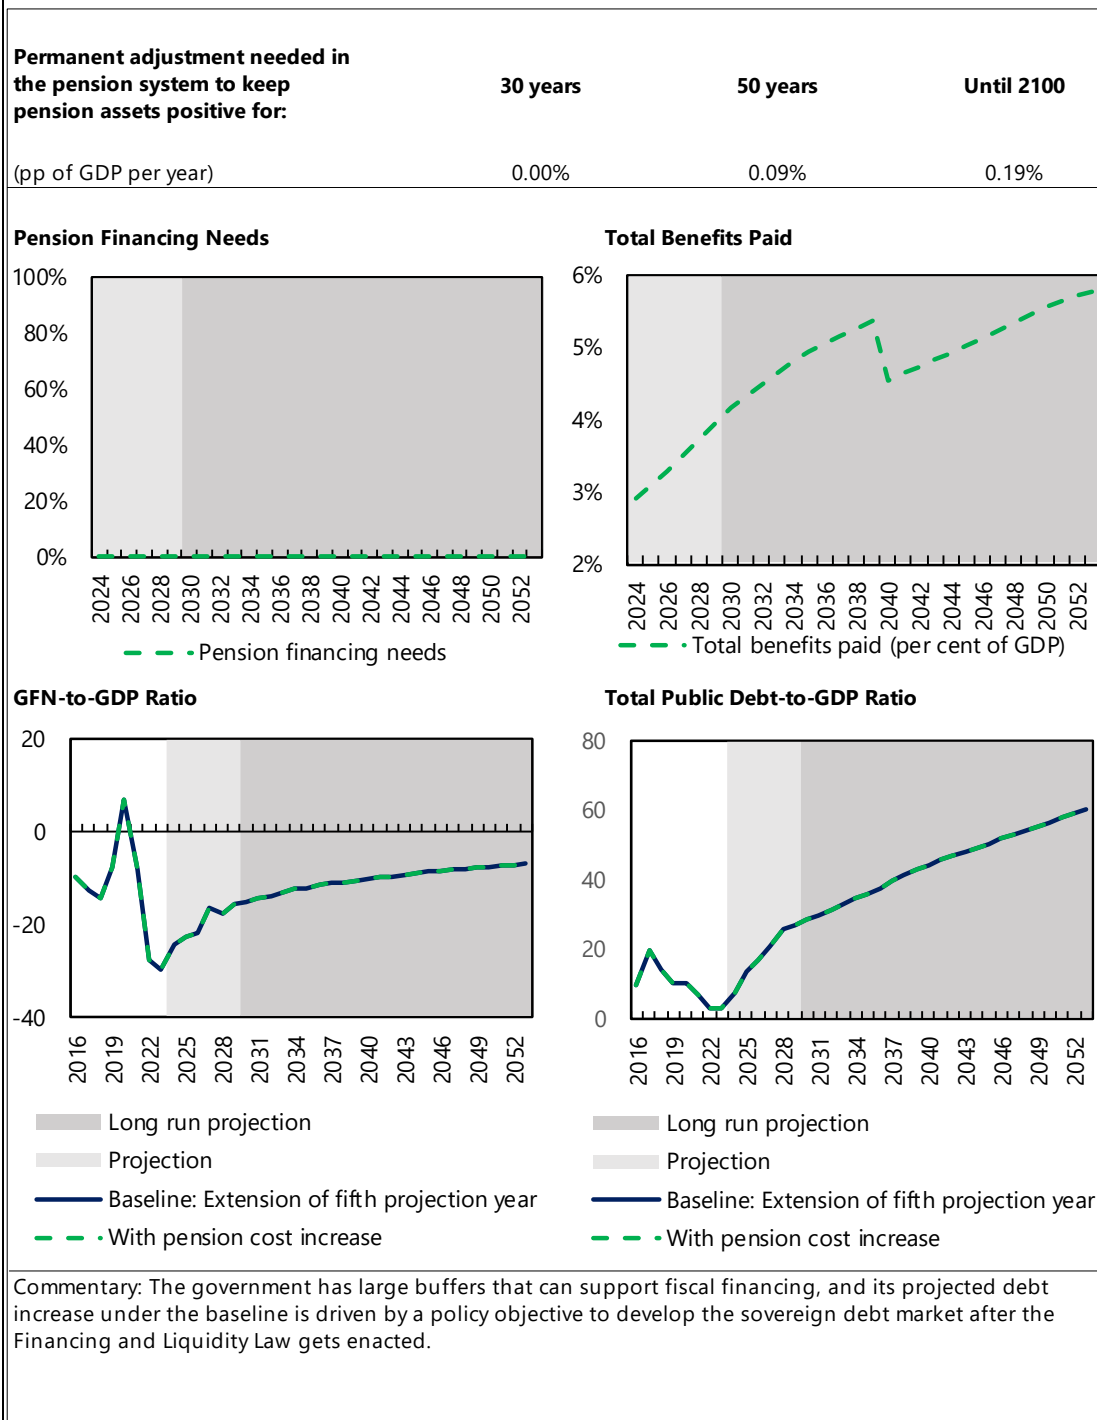 Permanent adjustment needed in
the pension system to keep
pension assets positive for:
30 years 50 years Until 2100
(pp of GDP per year) 0.00% 0.09% 0.19%
Pension Financing Needs
100%
80%
60%
40%
20%
0%
2024 2026 2028 2030 2032 2034 2036 2038 2040 2042 2044 2046 2048 2050 2052
Pension financing needs
Total Benefits Paid
6%
5%
4%
3%
2%
2024 2026 2028 2030 2032 2034 2036 2038 2040 2042 2044 2046 2048 2050 2052
Total benefits paid (per cent of GDP)
GFN-to-GDP Ratio
20
0
-20
-40
2016 2019 2022 2025 2028 2031 2034 2037 2040 2043 2046 2049 2052
Long run projection
Projection
Baseline: Extension of fifth projection year
With pension cost increase
Total Public Debt-to-GDP Ratio
80
60
40
20
0
2016 2019 2022 2025 2028 2031 2034 2037 2040 2043 2046 2049 2052
Long run projection
Projection
Baseline: Extension of fifth projection year
With pension cost increase
Commentary: The government has large buffers that can support fiscal financing, and its projected debt
increase under the baseline is driven by a policy objective to develop the sovereign debt market after the
Financing and Liquidity Law gets enacted.